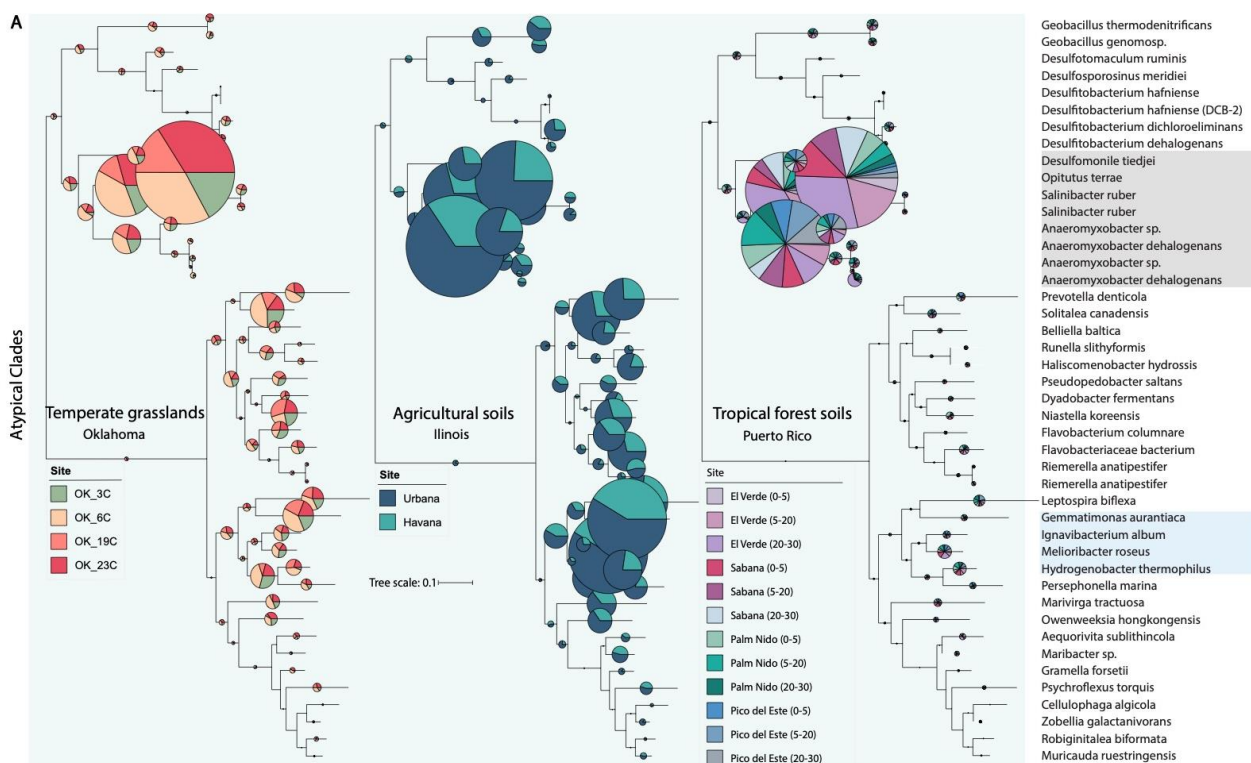 A
Atypical Clades
Temperate grasslands
Oklahoma
Site
OK_3C
OK_6C
OK_19C
OK_23C
Agricultural soils
Ilinois
Site
Urbana
Havana
Tree scale: 0.1
Tropical forest soils
Puerto Rico
Site
El Verde (0-5)
El Verde (5-20)
El Verde (20-30)
Sabana (0-5)
Sabana (5-20)
Sabana (20-30)
Palm Nido (0-5)
Palm Nido (5-20)
Palm Nido (20-30)
Pico del Este (0-5)
Pico del Este (5-20)
Pico del Este (20-30)
Geobacillus thermodenitrificans
Geobacillus genomosp.
Desulfotomaculum ruminis
Desulfosporosinus meridiei
Desulfitobacterium hafniense
Desulfitobacterium hafniense (DCB-2)
Desulfitobacterium dichloroeliminans
Desulfitobacterium dehalogenans
Desulfomonile tiedjei
Opitutus terrae
Salinibacter ruber
Salinibacter ruber
Anaeromyxobacter sp.
Anaeromyxobacter dehalogenans
Anaeromyxobacter sp.
Anaeromyxobacter dehalogenans
Prevotella denticola
Solitalea canadensis
Belliella baltica
Runella slithyformis
Haliscomenobacter hydrossis
Pseudopedobacter saltans
Dyadobacter fermentans
Niastella koreensis
Flavobacterium columnare
Flavobacteriaceae bacterium
Riemerella anatipestifer
Riemerella anatipestifer
Leptospira biflexa
Gemmatimonas aurantiaca
Ignavibacterium album
Melioribacter roseus
Hydrogenobacter thermophilus
Persephonella marina
Marivirga tractuosa
Owenweeksia hongkongensis
Aequorivita sublithincola
Maribacter sp.
Gramella forsetii
Psychroflexus torquis
Cellulophaga algicola
Zobellia galactanivorans
Robiginitalea biformata
Muricauda ruestringensis